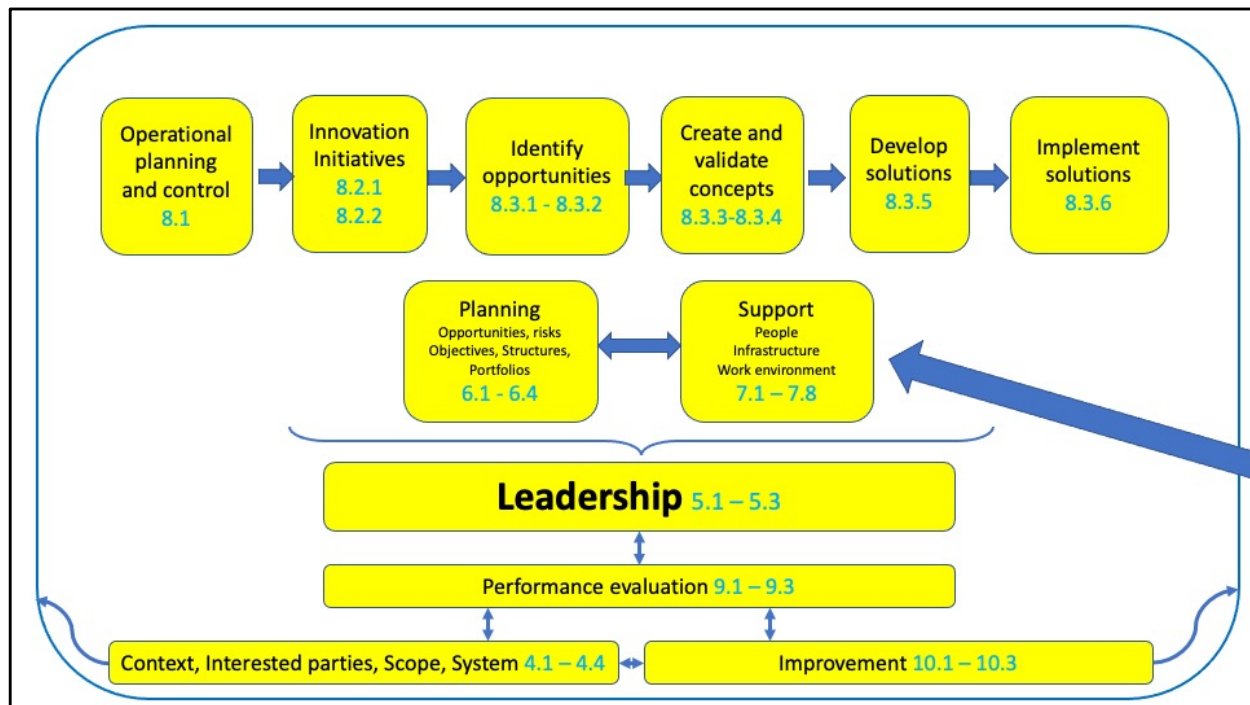 Operational
planning
and control
8.1
Innovation
Initiatives
8.2.1
8.2.2
Identify
opportunities
8.3.1 - 8.3.2
Create and
validate
concepts
8.3.3-8.3.4
Develop
solutions
8.3.5
Implement
solutions
8.3.6
Planning
Opportunities, risks
Objectives, Structures,
Portfolios
6.1 - 6.4
Support
People
Infrastructure
Work environment
7.1 – 7.8
Leadership 5.1 – 5.3
Performance evaluation 9.1 – 9.3
Context, Interested parties, Scope, System 4.1 – 4.4
Improvement 10.1 – 10.3